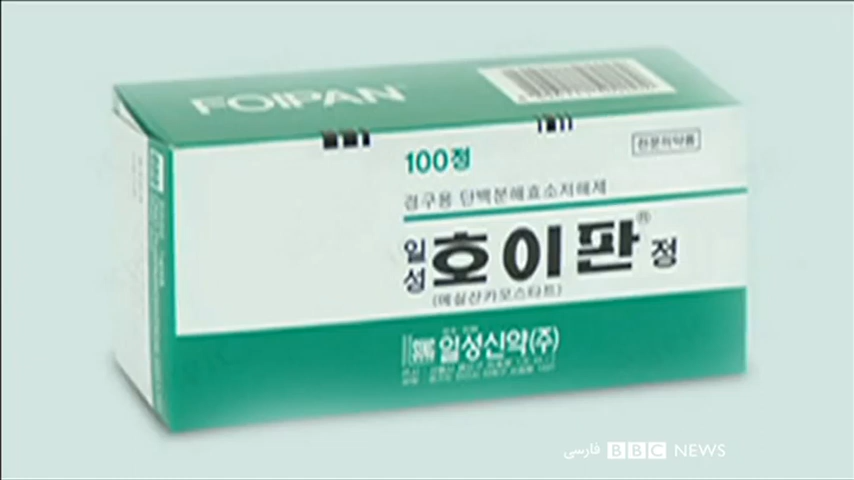 FOIPAN®
100정
전문의약품
경구용 단백분해효소저해제
일성 호이판® 정
(메실산카모스타트)
일성신약(주)
BBC NEWS فارسی